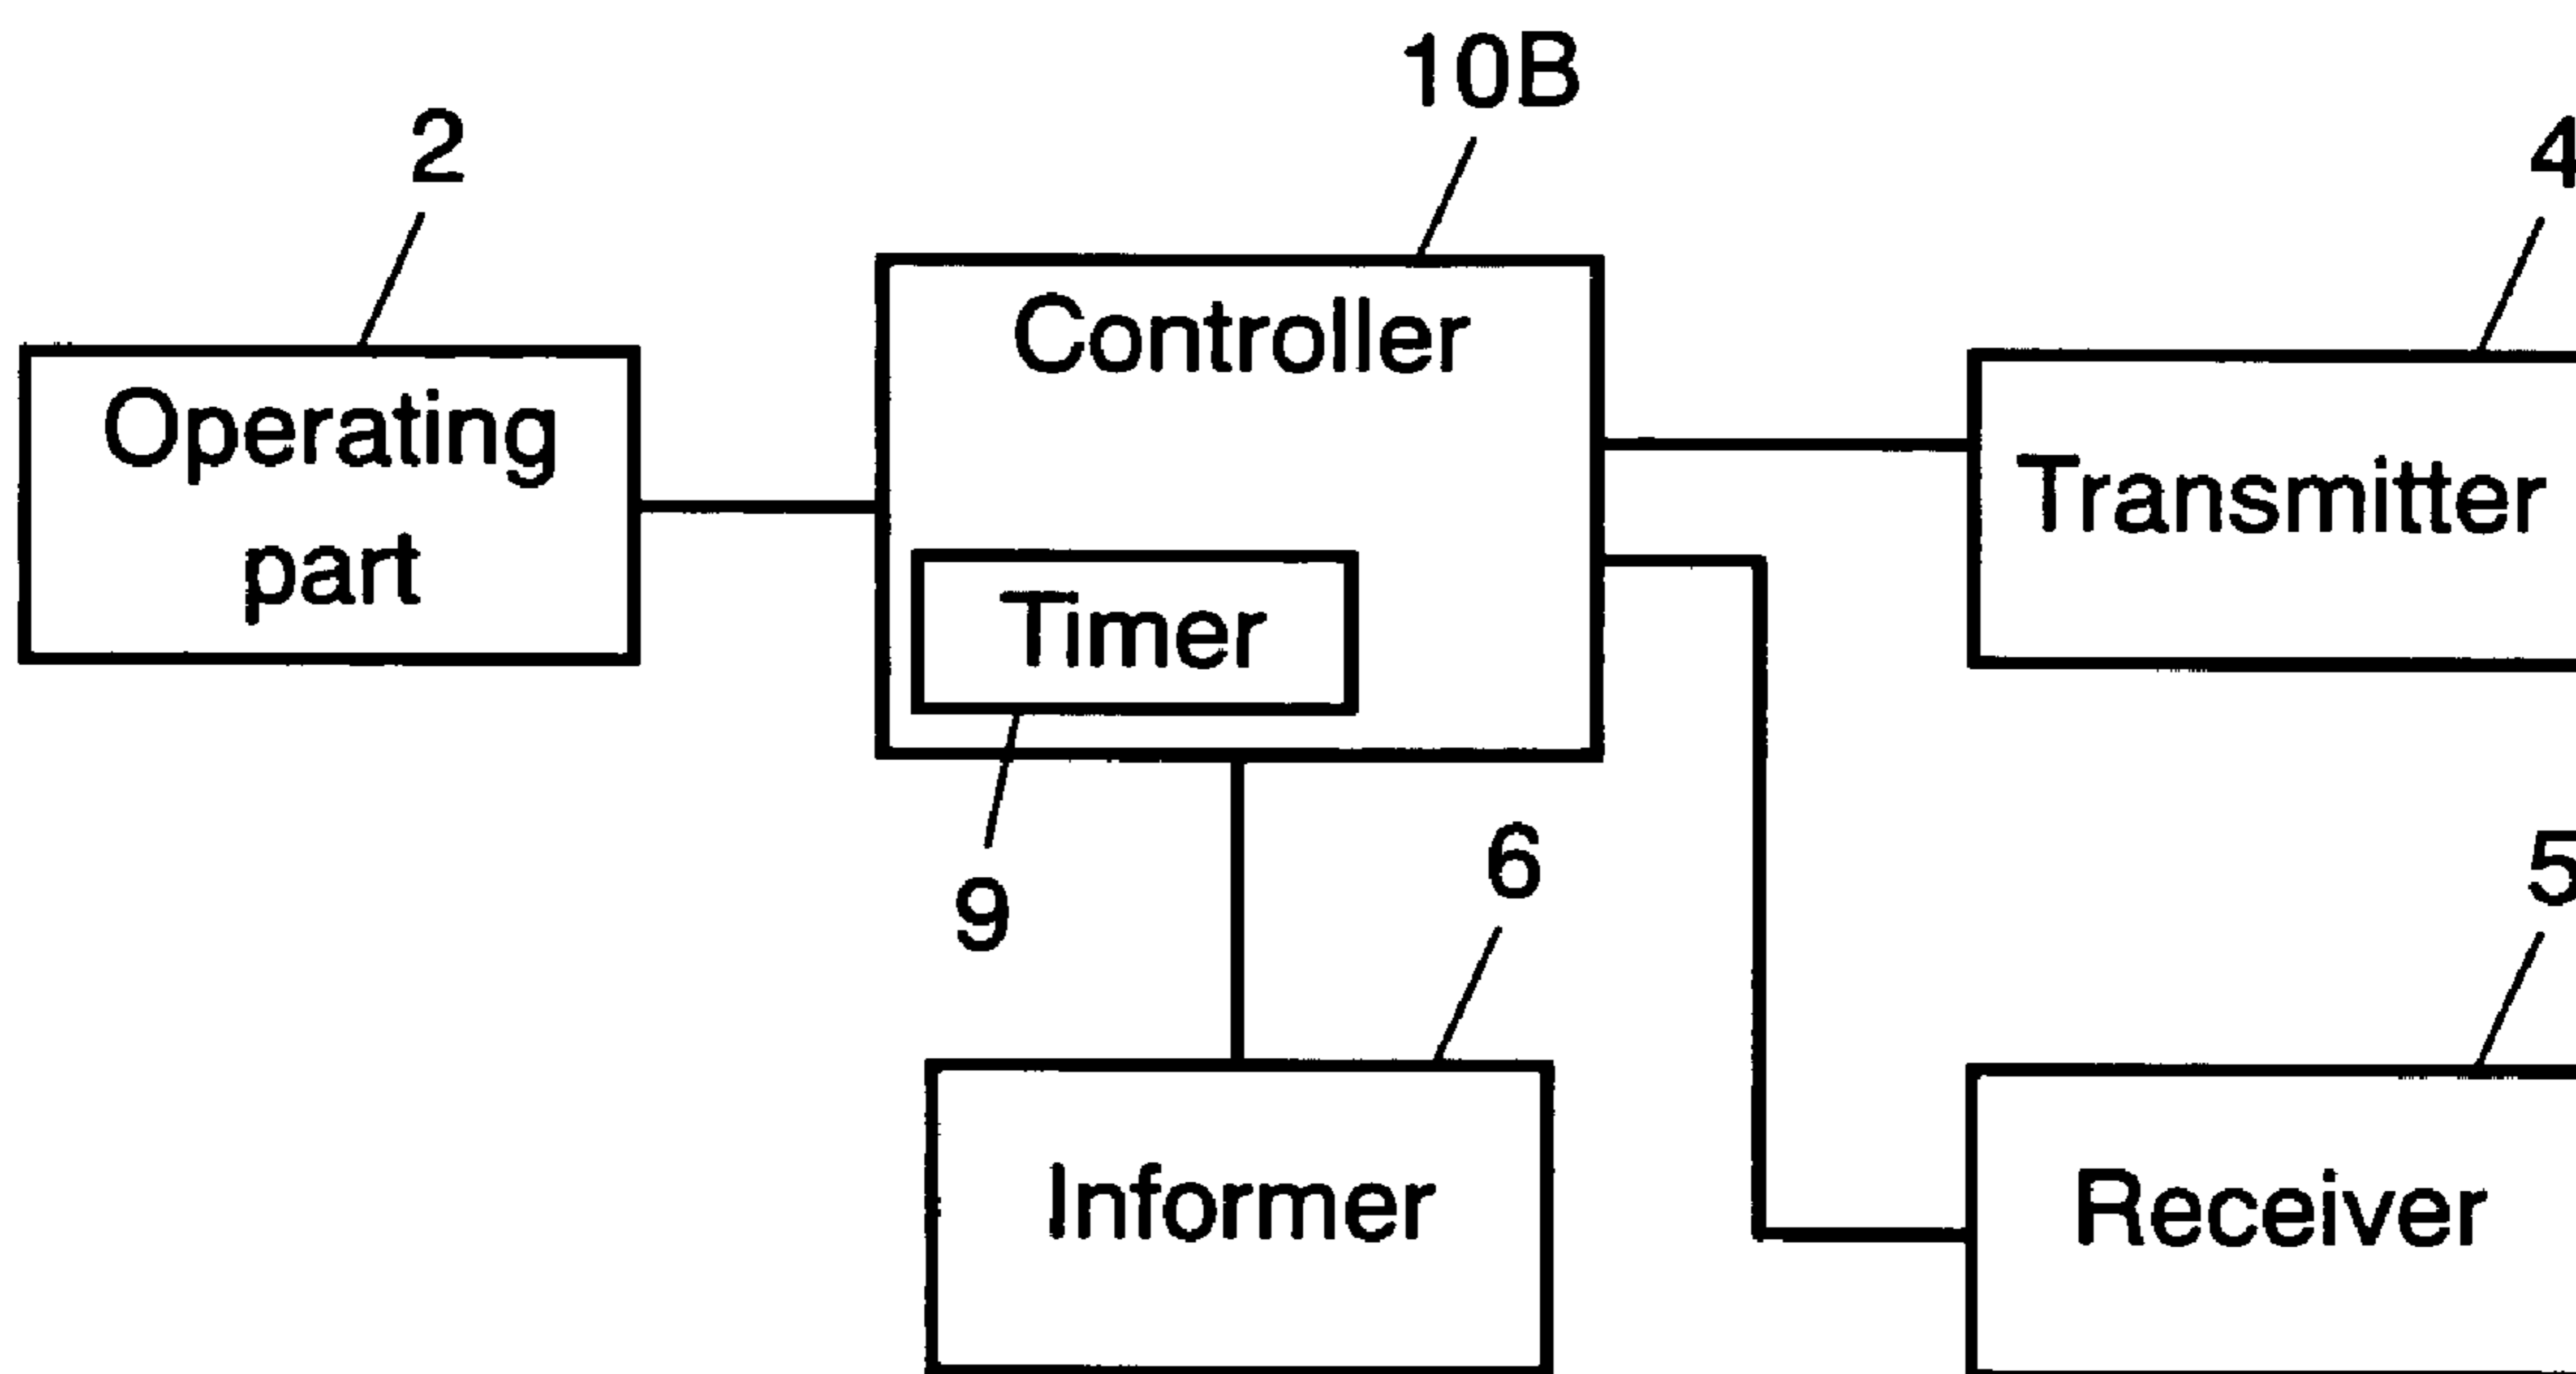 10B
2
4
Controller
Operating
part
Transmitter
Timer
9
6
5
Informer
Receiver